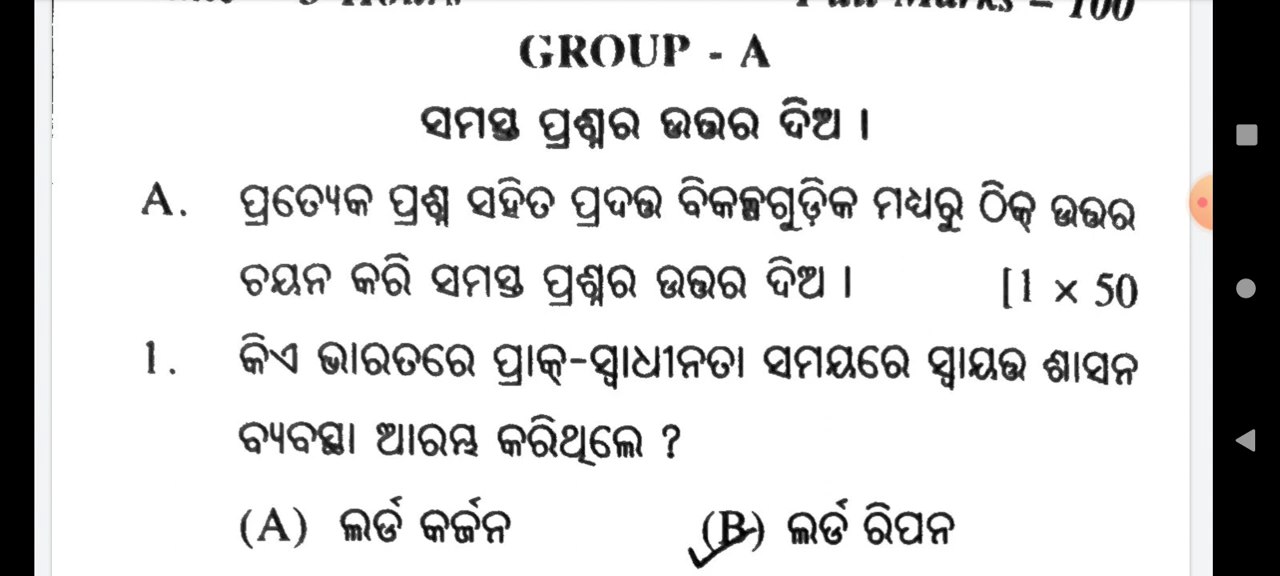 GROUP - A
ସମସ୍ତ ପ୍ରଶ୍ନର ଉତ୍ତର ଦିଅ ।
A. ପ୍ରତ୍ୟେକ ପ୍ରଶ୍ନ ସହିତ ପ୍ରଦତ୍ତ ବିକଳ୍ପଗୁଡ଼ିକ ମଧ୍ୟରୁ ଠିକ୍ ଉତ୍ତର
ଚୟନ କରି ସମସ୍ତ ପ୍ରଶ୍ନର ଉତ୍ତର ଦିଅ । [1 × 50
1. କିଏ ଭାରତରେ ପ୍ରାକ୍-ସ୍ୱାଧୀନତା ସମୟରେ ସ୍ୱାୟତ୍ତ ଶାସନ
ବ୍ୟବସ୍ଥା ଆରମ୍ଭ କରିଥିଲେ ?
(A) ଲର୍ଡ କର୍ଜନ (B) ଲର୍ଡ ରିପନ